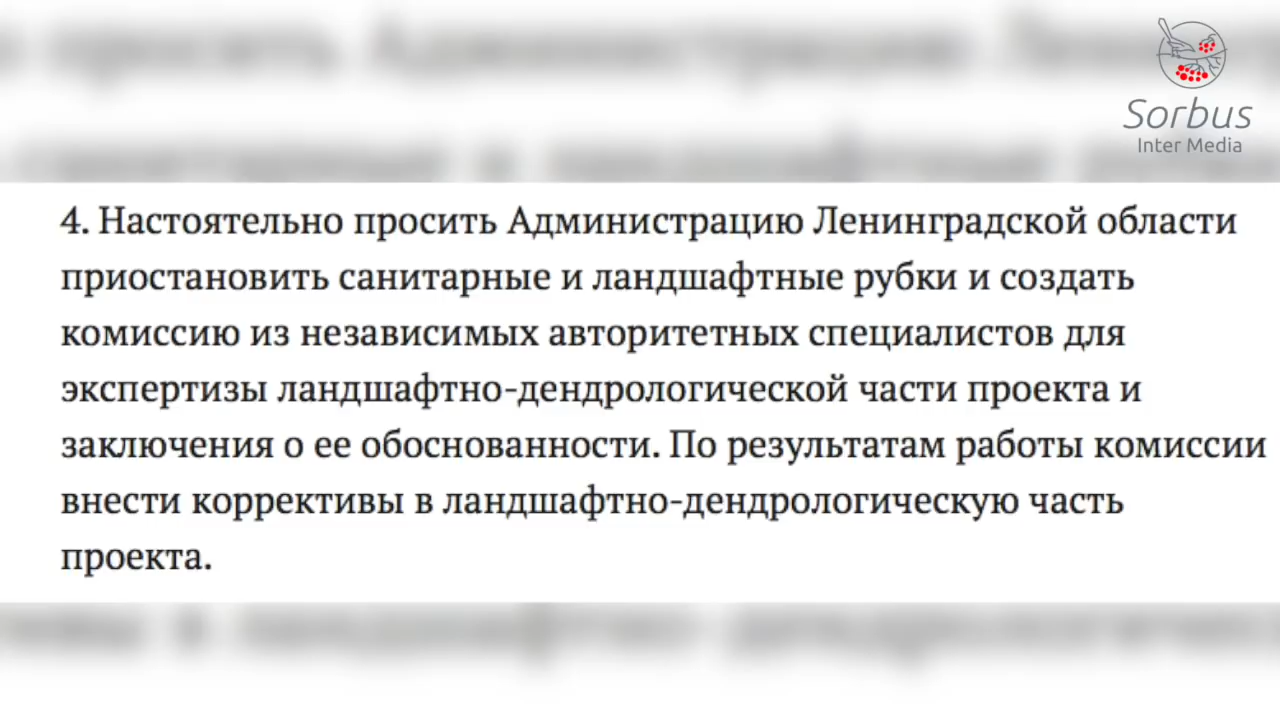 Sorbus
Inter Media
4. Настоятельно просить Администрацию Ленинградской области
приостановить санитарные и ландшафтные рубки и создать
комиссию из независимых авторитетных специалистов для
экспертизы ландшафтно-дендрологической части проекта и
заключения о ее обоснованности. По результатам работы комиссии
внести коррективы в ландшафтно-дендрологическую часть
проекта.